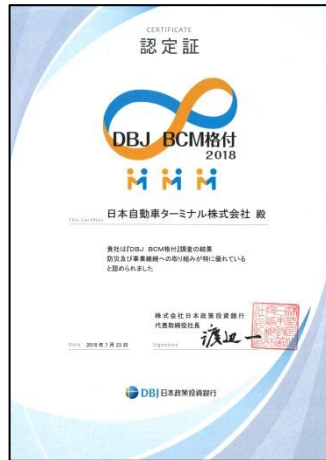 CERTIFICATE
認定証
DBJ BCM格付
2018
This Certifies 日本自動車ターミナル株式会社 殿
貴社は『DBJ BCM格付』調査の結果
防災及び事業継続への取り組みが特に優れている
と認められました
株式会社日本政策投資銀行
代表取締役社長
Date 2018年7月23日 Signature 渡辺 一
DBJ 日本政策投資銀行